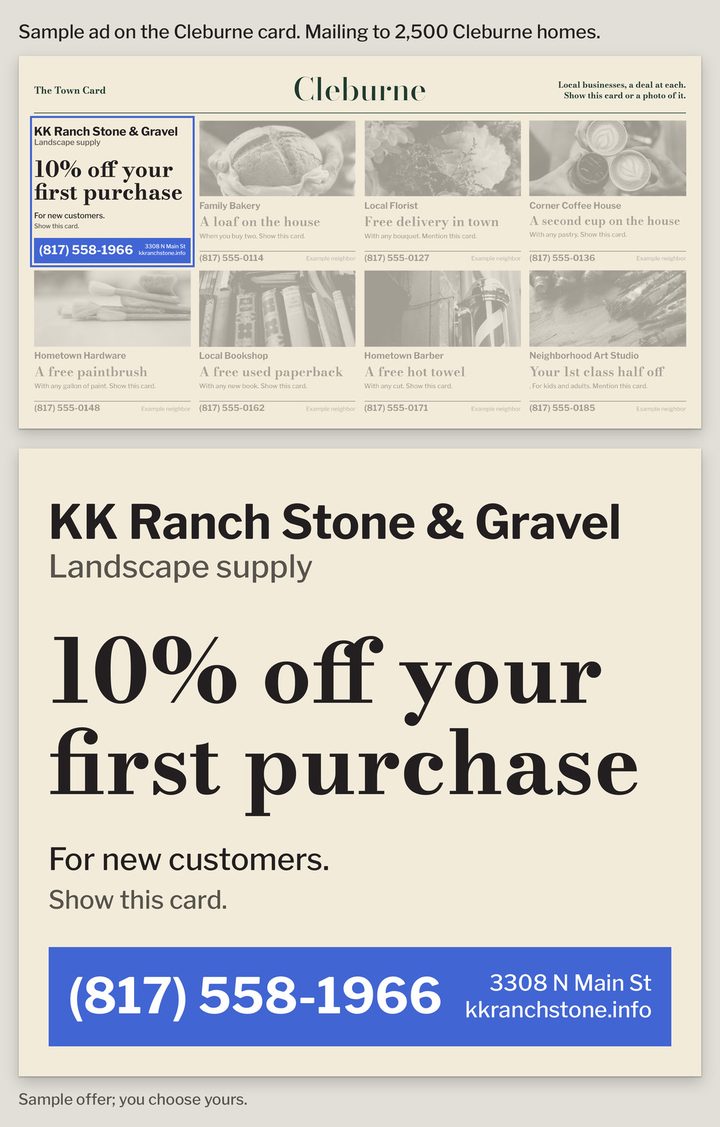 Sample ad on the Cleburne card. Mailing to 2,500 Cleburne homes.
The Town Card
Cleburne
Local businesses, a deal at each.
Show this card or a photo of it.
KK Ranch Stone & Gravel
Landscape supply
10% off your
first purchase
For new customers.
Show this card.
(817) 558-1966
3308 N Main St
kkranchstone.info
Family Bakery
A loaf on the house
When you buy two. Show this card.
(817) 555-0114
Example neighbor
Local Florist
Free delivery in town
With any bouquet. Mention this card.
(817) 555-0127
Example neighbor
Corner Coffee House
A second cup on the house
With any pastry. Show this card.
(817) 555-0136
Example neighbor
Hometown Hardware
A free paintbrush
With any gallon of paint. Show this card.
(817) 555-0148
Example neighbor
Local Bookshop
A free used paperback
With any new book. Show this card.
(817) 555-0162
Example neighbor
Hometown Barber
A free hot towel
With any cut. Show this card.
(817) 555-0171
Example neighbor
Neighborhood Art Studio
Your 1st class half off
For kids and adults. Mention this card.
(817) 555-0185
Example neighbor
KK Ranch Stone & Gravel
Landscape supply
10% off your
first purchase
For new customers.
Show this card.
(817) 558-1966
3308 N Main St
kkranchstone.info
Sample offer; you choose yours.